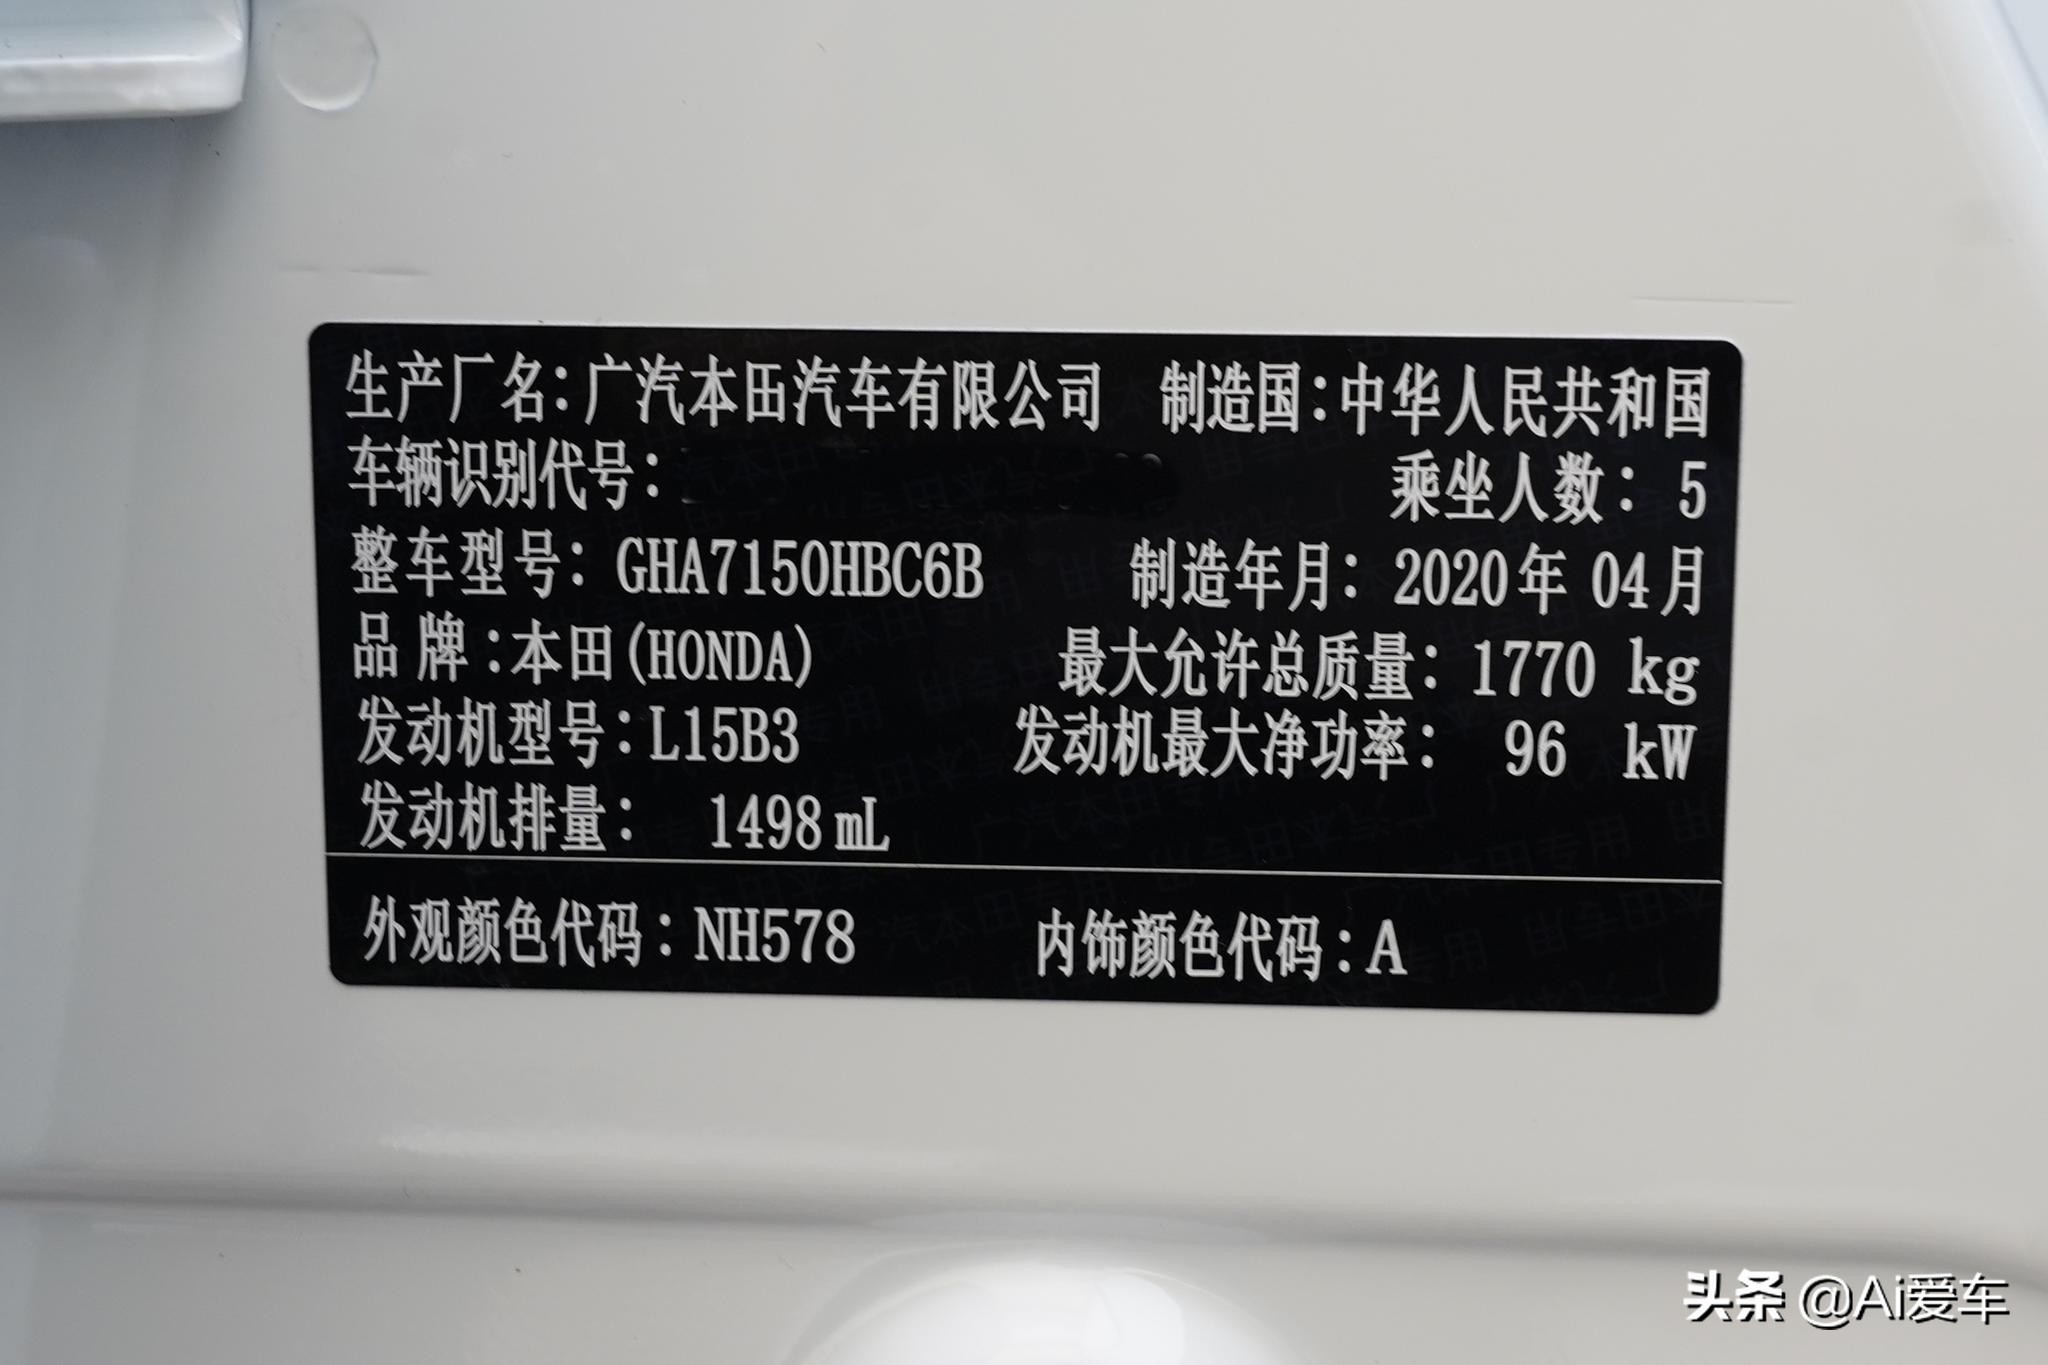 生产厂名：广汽本田汽车有限公司 制造国：中华人民共和国
车辆识别代号： 乘坐人数：5
整车型号：GHA7150HBC6B 制造年月：2020年04月
品牌：本田(HONDA) 最大允许总质量：1770 kg
发动机型号：L15B3 发动机最大净功率：96 kW
发动机排量：1498 mL
外观颜色代码：NH578 内饰颜色代码：A
头条 @Ai爱车